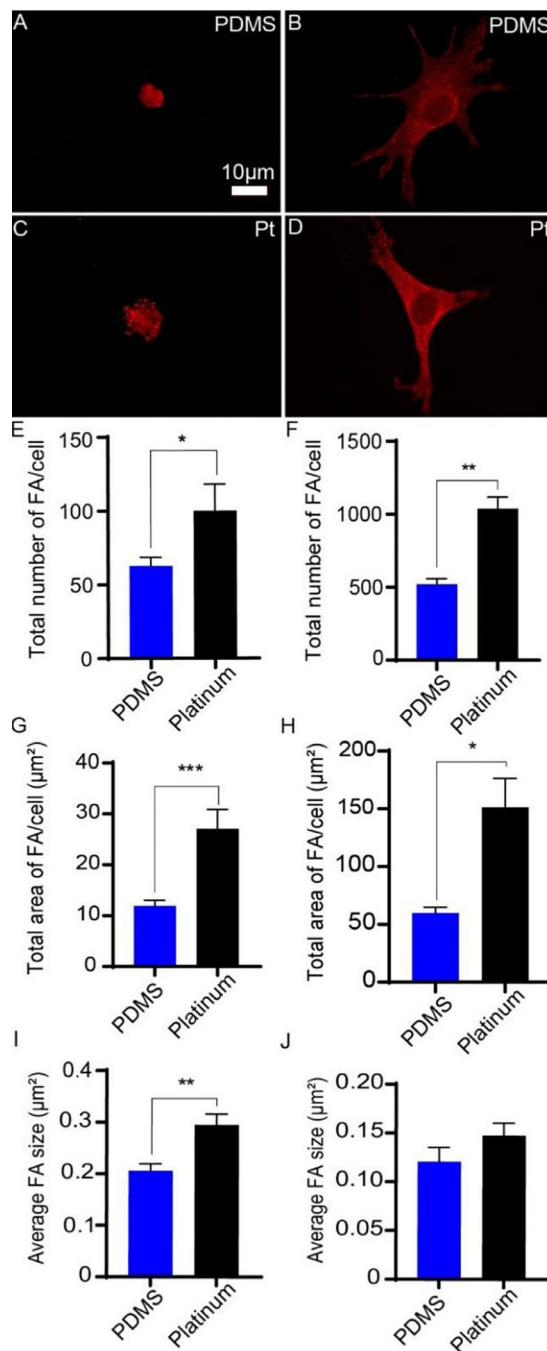 A PDMS
B PDMS
10µm
C Pt
D Pt
E
Total number of FA/cell
150
100
50
0
*
PDMS
Platinum
F
Total number of FA/cell
1500
1000
500
0
**
PDMS
Platinum
G
Total area of FA/cell (µm²)
40
30
20
10
0
***
PDMS
Platinum
H
Total area of FA/cell (µm²)
200
150
100
50
0
*
PDMS
Platinum
I
Average FA size (µm²)
0.4
0.3
0.2
0.1
0
**
PDMS
Platinum
J
Average FA size (µm²)
0.20
0.15
0.10
0.05
0
PDMS
Platinum